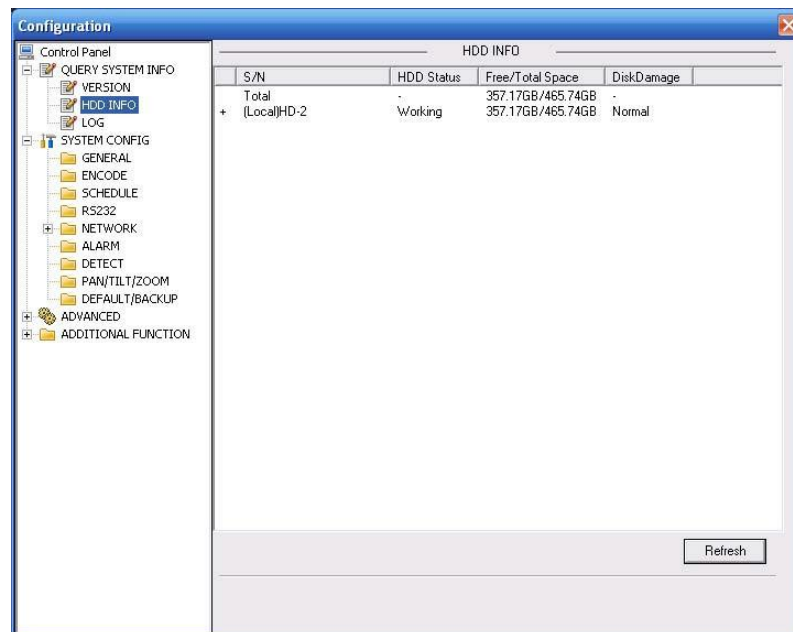 Configuration
Control Panel
QUERY SYSTEM INFO
VERSION
HDD INFO
LOG
SYSTEM CONFIG
GENERAL
ENCODE
SCHEDULE
RS232
NETWORK
ALARM
DETECT
PAN/TILT/ZOOM
DEFAULT/BACKUP
ADVANCED
ADDITIONAL FUNCTION
HDD INFO
S/N HDD Status Free/Total Space DiskDamage
Total - 357.17GB/465.74GB -
+ (Local)HD-2 Working 357.17GB/465.74GB Normal
Refresh